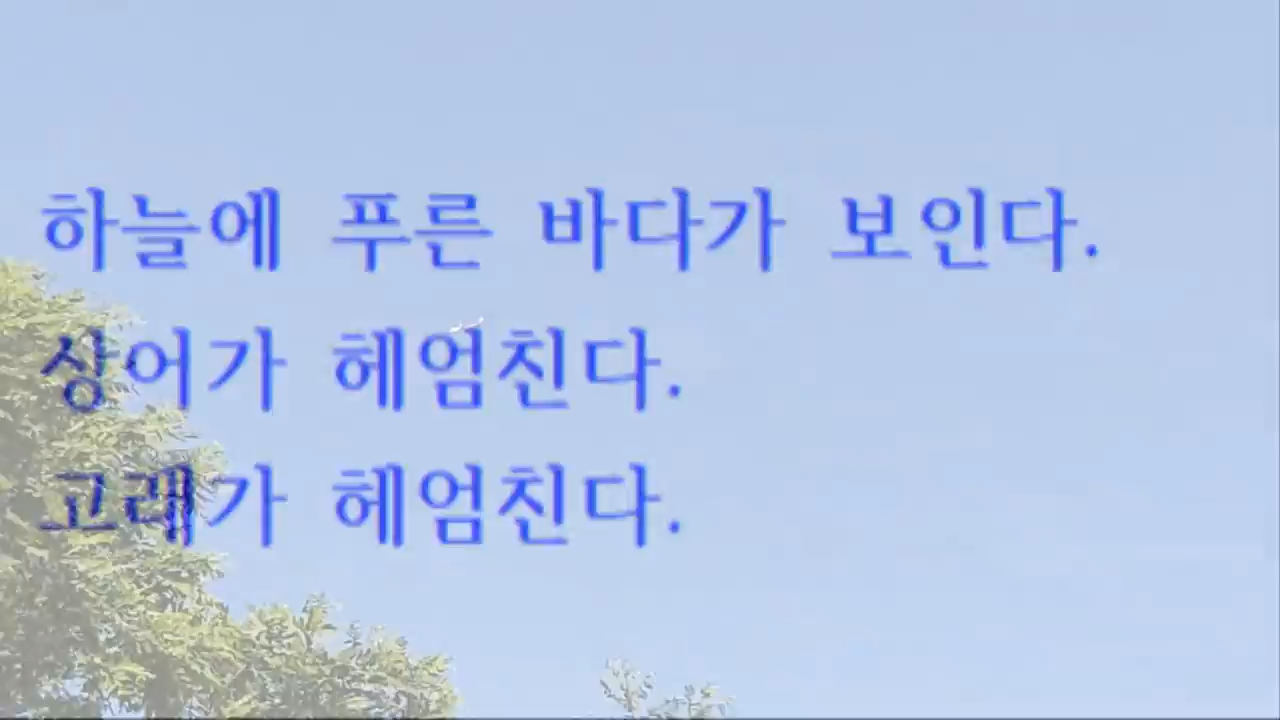 하늘에 푸른 바다가 보인다.
상어가 헤엄친다.
고래가 헤엄친다.